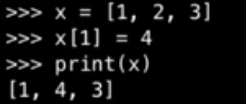 >>> x = [1, 2, 3]
>>> x[1] = 4
>>> print(x)
[1, 4, 3]